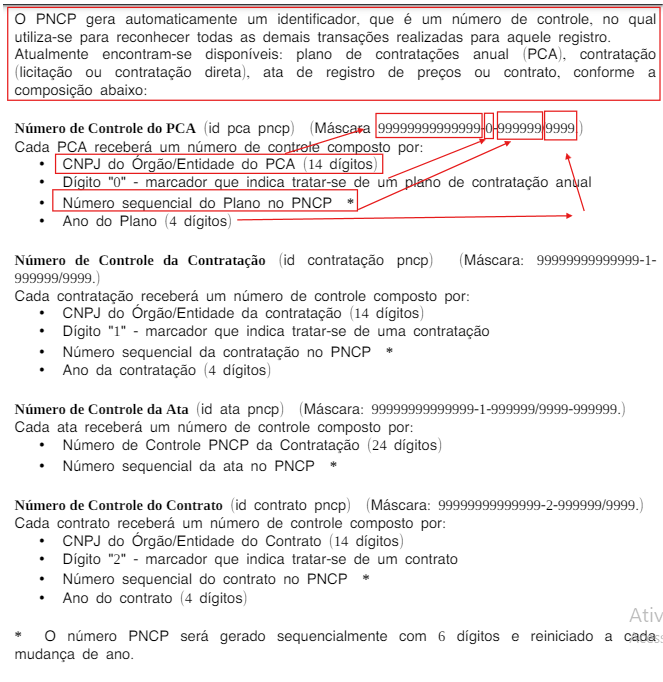 O PNCP gera automaticamente um identificador, que é um número de controle, no qual
utiliza-se para reconhecer todas as demais transações realizadas para aquele registro.
Atualmente encontram-se disponíveis: plano de contratações anual (PCA), contratação
(licitação ou contratação direta), ata de registro de preços ou contrato, conforme a
composição abaixo:
Número de Controle do PCA (id pca pncp) (Máscara 99999999999999-0-999999/9999.)
Cada PCA receberá um número de controle composto por:
• CNPJ do Órgão/Entidade do PCA (14 dígitos)
• Dígito "0" - marcador que indica tratar-se de um plano de contratação anual
• Número sequencial do Plano no PNCP *
• Ano do Plano (4 dígitos)
Número de Controle da Contratação (id contratação pncp) (Máscara: 99999999999999-1-
999999/9999.)
Cada contratação receberá um número de controle composto por:
• CNPJ do Órgão/Entidade da contratação (14 dígitos)
• Dígito "1" - marcador que indica tratar-se de uma contratação
• Número sequencial da contratação no PNCP *
• Ano da contratação (4 dígitos)
Número de Controle da Ata (id ata pncp) (Máscara: 99999999999999-1-999999/9999-999999.)
Cada ata receberá um número de controle composto por:
• Número de Controle PNCP da Contratação (24 dígitos)
• Número sequencial da ata no PNCP *
Número de Controle do Contrato (id contrato pncp) (Máscara: 99999999999999-2-999999/9999.)
Cada contrato receberá um número de controle composto por:
• CNPJ do Órgão/Entidade do Contrato (14 dígitos)
• Dígito "2" - marcador que indica tratar-se de um contrato
• Número sequencial do contrato no PNCP *
• Ano do contrato (4 dígitos)
Ativ
* O número PNCP será gerado sequencialmente com 6 dígitos e reiniciado a cada
mudança de ano.